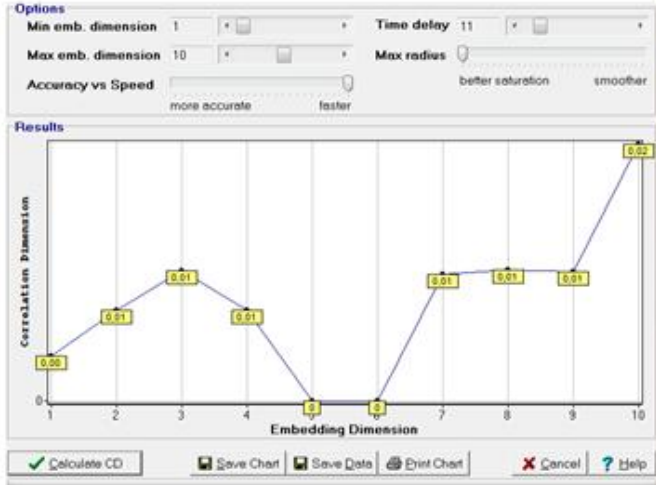 Options
Min emb. dimension 1
Time delay 11
Max emb. dimension 10
Max radius
better saturation smoother
Accuracy vs Speed
more accurate faster
Results
Correlation Dimension
0,02
0,01 0,01 0,01 0,01
0,01 0,01
0,00
0 0 0
1 2 3 4 5 6 7 8 9 10
Embedding Dimension
Calculate CD Save Chart Save Data Print Chart Cancel Help